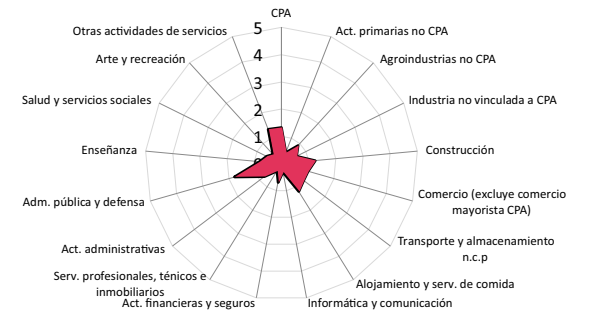 CPA
Otras actividades de servicios
5
Act. primarias no CPA
Arte y recreación
4
Agroindustrias no CPA
3
Salud y servicios sociales
Industria no vinculada a CPA
2
1
Enseñanza
Construcción
0
Adm. pública y defensa
Comercio (excluye comercio
mayorista CPA)
Act. administrativas
Transporte y almacenamiento
n.c.p
Serv. profesionales, ténicos e
inmobiliarios
Alojamiento y serv. de comida
Act. financieras y seguros
Informática y comunicación